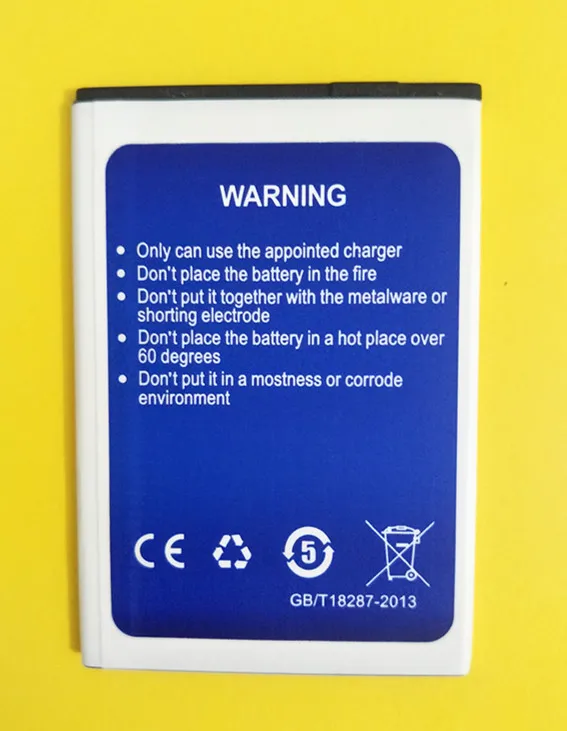 WARNING
• Only can use the appointed charger
• Don't place the battery in the fire
• Don't put it together with the metalware or
shorting electrode
• Don't place the battery in a hot place over
60 degrees
• Don't put it in a mostness or corrode
environment
CE 5
GB/T18287-2013